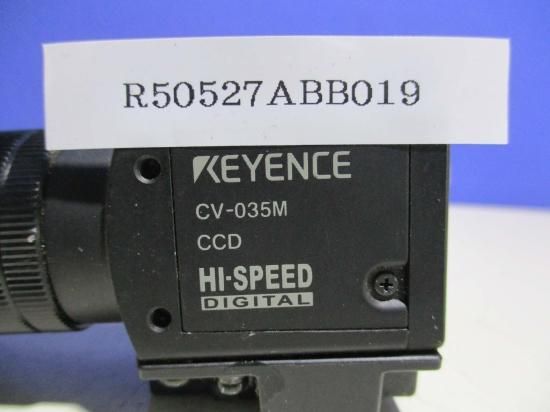 R50527ABB019
KEYENCE
CV-035M
CCD
HI-SPEED
DIGITAL